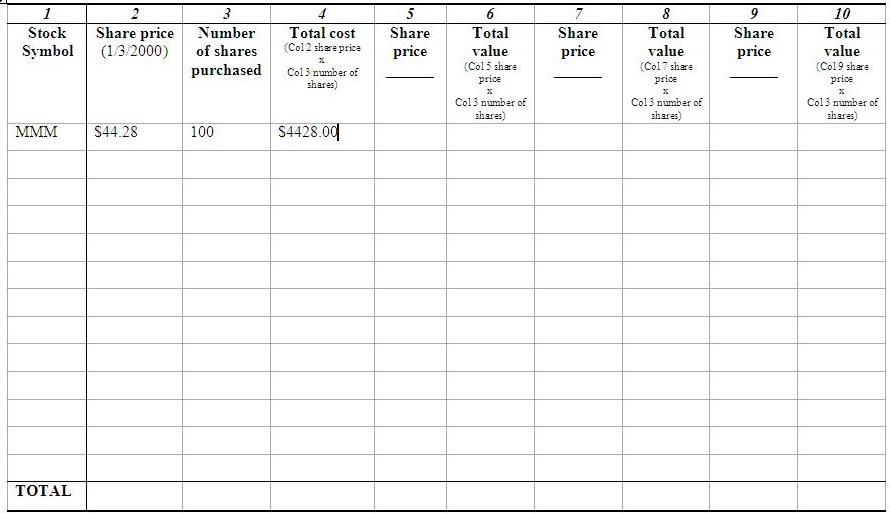 1 2 3 4 5 6 7 8 9 10
Stock Symbol
Share price
(1/3/2000)
Number
of shares
purchased
Total cost
(Col 2 share price
x
Col 3 number of
shares)
Share
price
Total
value
(Col 5 share
price
x
Col 3 number of
shares)
Share
price
Total
value
(Col 7 share
price
x
Col 3 number of
shares)
Share
price
Total
value
(Col 9 share
price
x
Col 3 number of
shares)
MMM $44.28 100 $4428.00
TOTAL